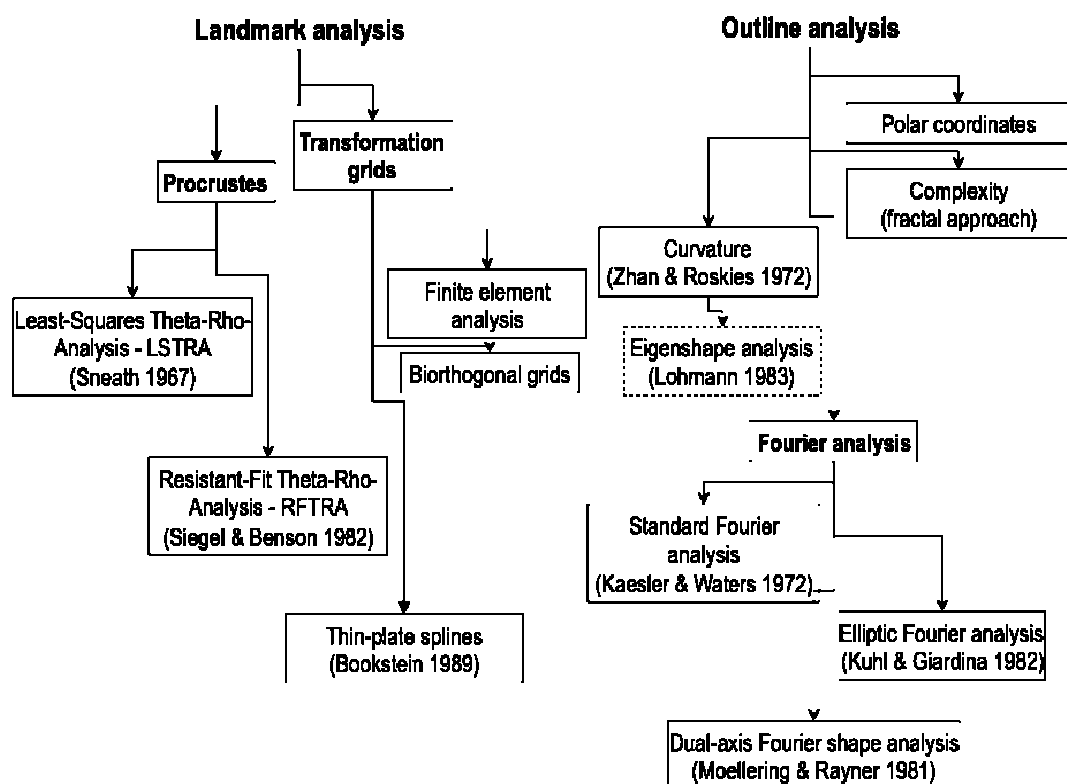 Landmark analysis
Transformation
grids
Procrustes
Least-Squares Theta-Rho-
Analysis - LSTRA
(Sneath 1967)
Finite element
analysis
Biorthogonal grids
Resistant-Fit Theta-Rho-
Analysis - RFTRA
(Siegel & Benson 1982)
Thin-plate splines
(Bookstein 1989)
Outline analysis
Polar coordinates
Complexity
(fractal approach)
Curvature
(Zhan & Roskies 1972)
Eigenshape analysis
(Lohmann 1983)
Fourier analysis
Standard Fourier
analysis
(Kaesler & Waters 1972)
Elliptic Fourier analysis
(Kuhl & Giardina 1982)
Dual-axis Fourier shape analysis
(Moellering & Rayner 1981)